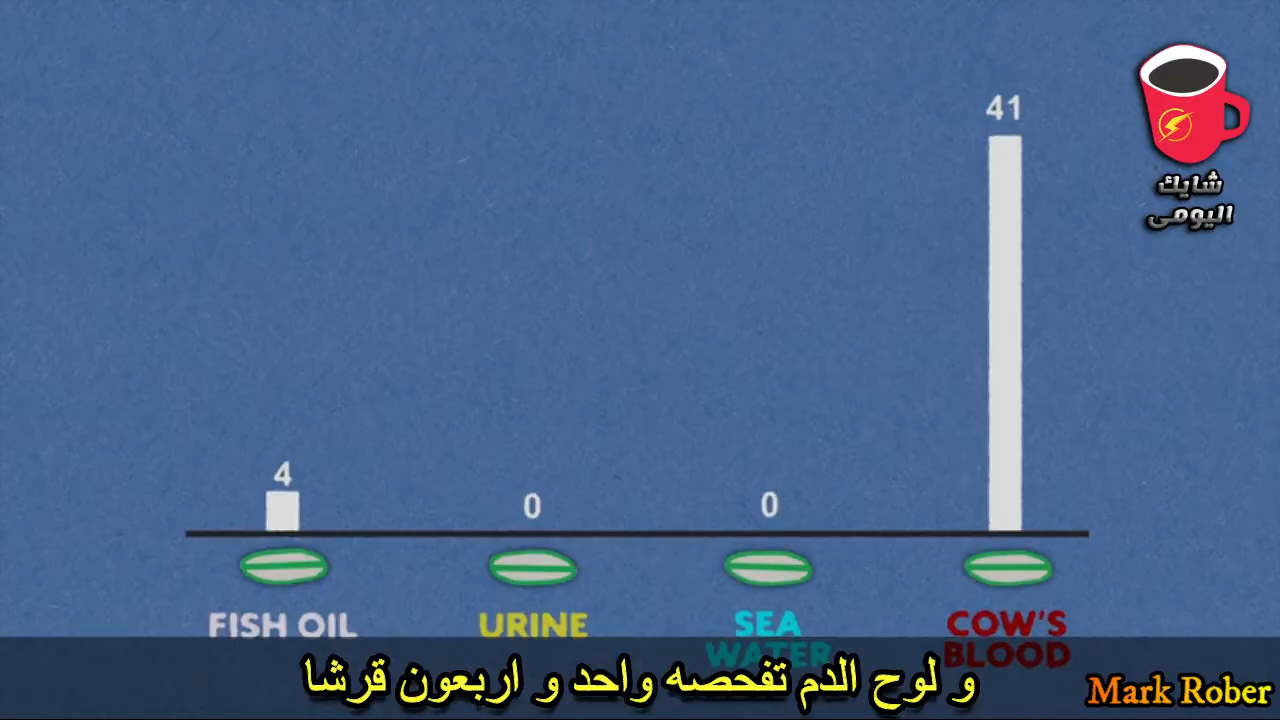 41
شايك
اليومى
4
0
0
FISH OIL
URINE
SEA
WATER
COW'S
BLOOD
و لوح الدم تفحصه واحد و اربعون قرشا
Mark Rober